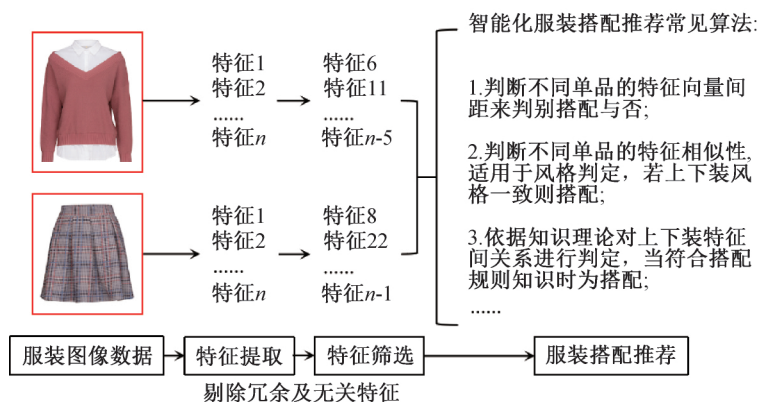 特征1
特征2
......
特征n
特征6
特征11
......
特征n-5
特征1
特征2
......
特征n
特征8
特征22
......
特征n-1
智能化服装搭配推荐常见算法:
1.判断不同单品的特征向量间
距来判别搭配与否;
2.判断不同单品的特征相似性,
适用于风格判定，若上下装风
格一致则搭配;
3.依据知识理论对上下装特征
间关系进行判定，当符合搭配
规则知识时为搭配;
......
服装图像数据
特征提取
特征筛选
服装搭配推荐
剔除冗余及无关特征